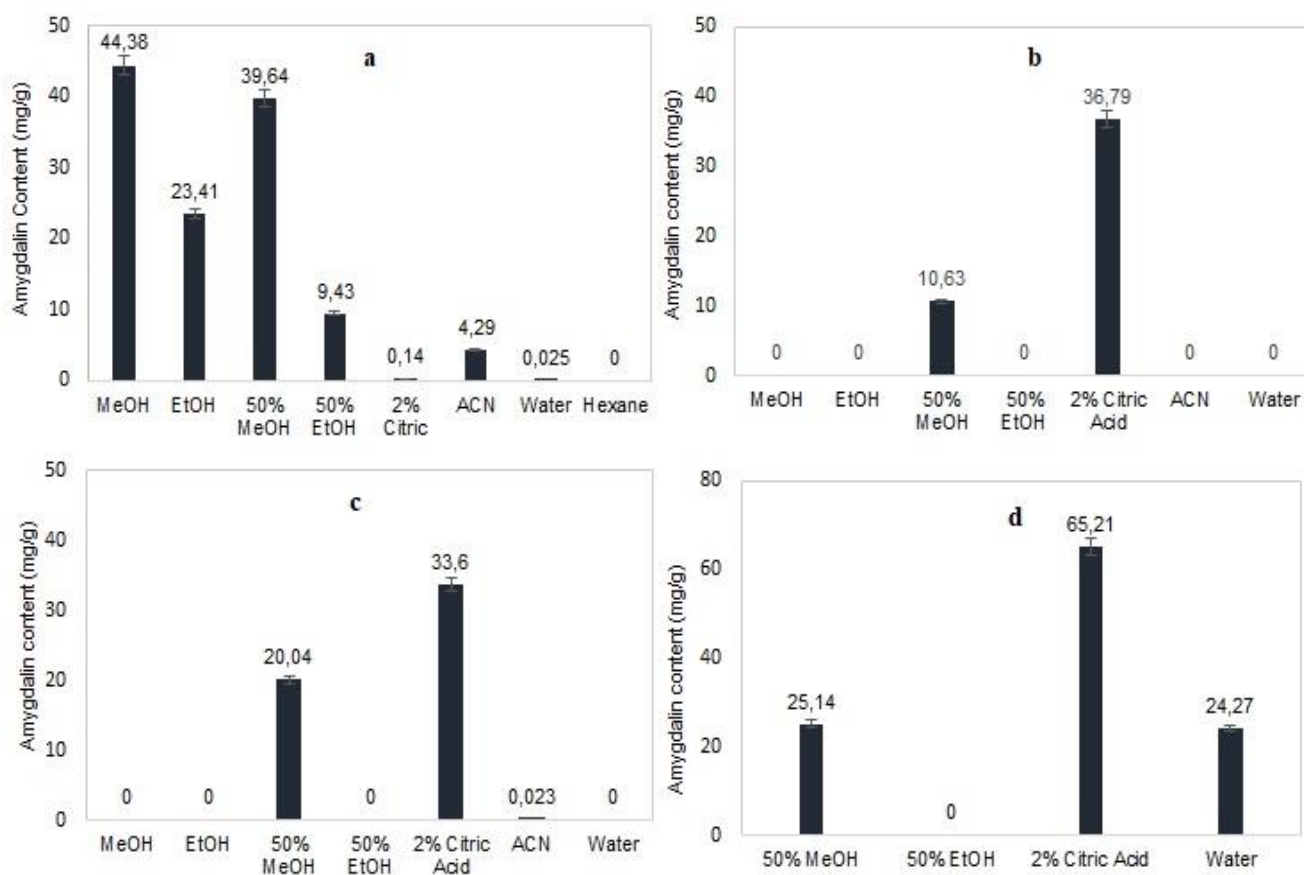 a
Amygdalin Content (mg/g)
50
40
30
20
10
0
44,38
23,41
39,64
9,43
0,14
4,29
0,025
0
MeOH
EtOH
50%
MeOH
50%
EtOH
2%
Citric
ACN
Water
Hexane
b
Amygdalin content (mg/g)
50
40
30
20
10
0
0
0
10,63
0
36,79
0
0
MeOH
EtOH
50%
MeOH
50%
EtOH
2% Citric
Acid
ACN
Water
c
Amygdalin content (mg/g)
50
40
30
20
10
0
0
0
20,04
0
33,6
0,023
0
MeOH
EtOH
50%
MeOH
50%
EtOH
2% Citric
Acid
ACN
Water
d
Amygdalin content (mg/g)
80
60
40
20
0
25,14
0
65,21
24,27
50% MeOH
50% EtOH
2% Citric Acid
Water